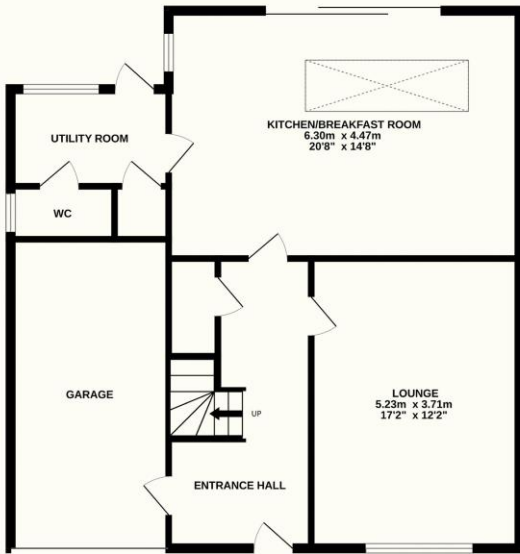 KITCHEN/BREAKFAST ROOM
6.30m x 4.47m
20'8" x 14'8"
UTILITY ROOM
WC
GARAGE
LOUNGE
5.23m x 3.71m
17'2" x 12'2"
UP
ENTRANCE HALL